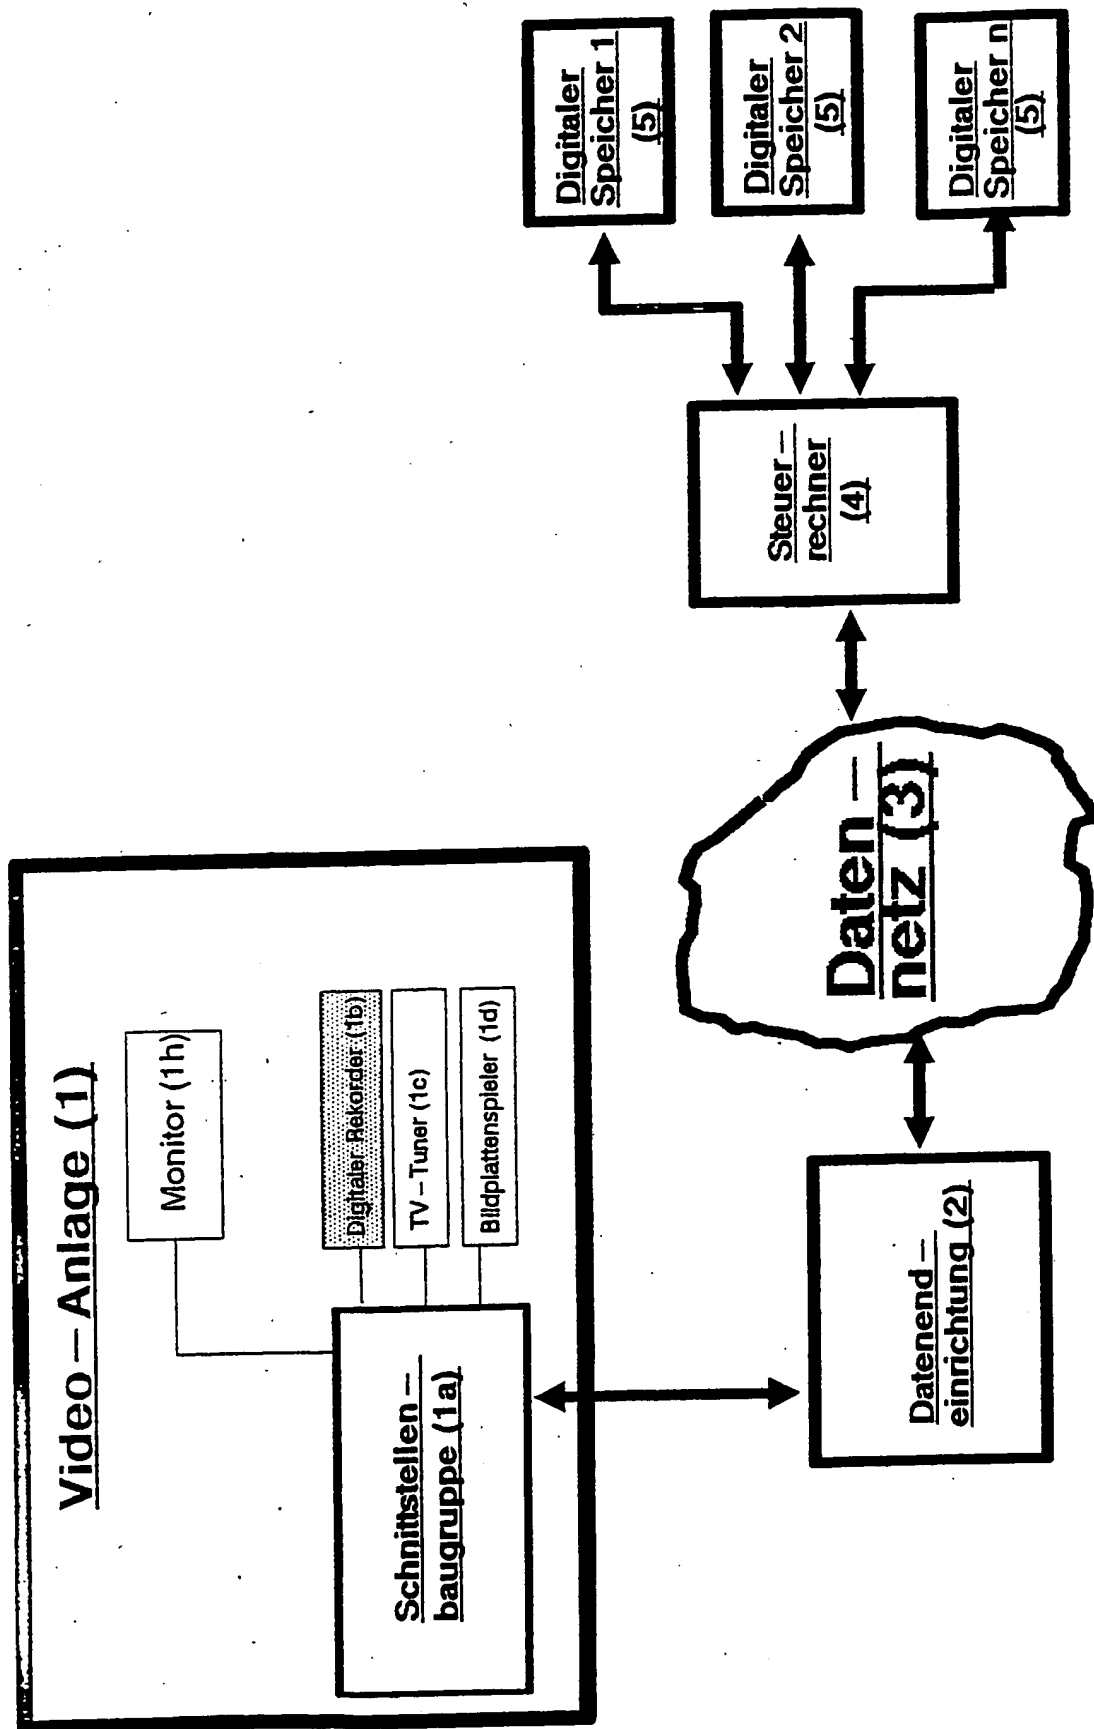 Video – Anlage (1)
Monitor (1h)
Digitaler Rekorder (1b)
TV – Tuner (1c)
Bildplattenspieler (1d)
Schnittstellen –
baugruppe (1a)
Datenend –
einrichtung (2)
Daten –
netz (3)
Steuer –
rechner
(4)
Digitaler
Speicher 1
(5)
Digitaler
Speicher 2
(5)
Digitaler
Speicher n
(5)